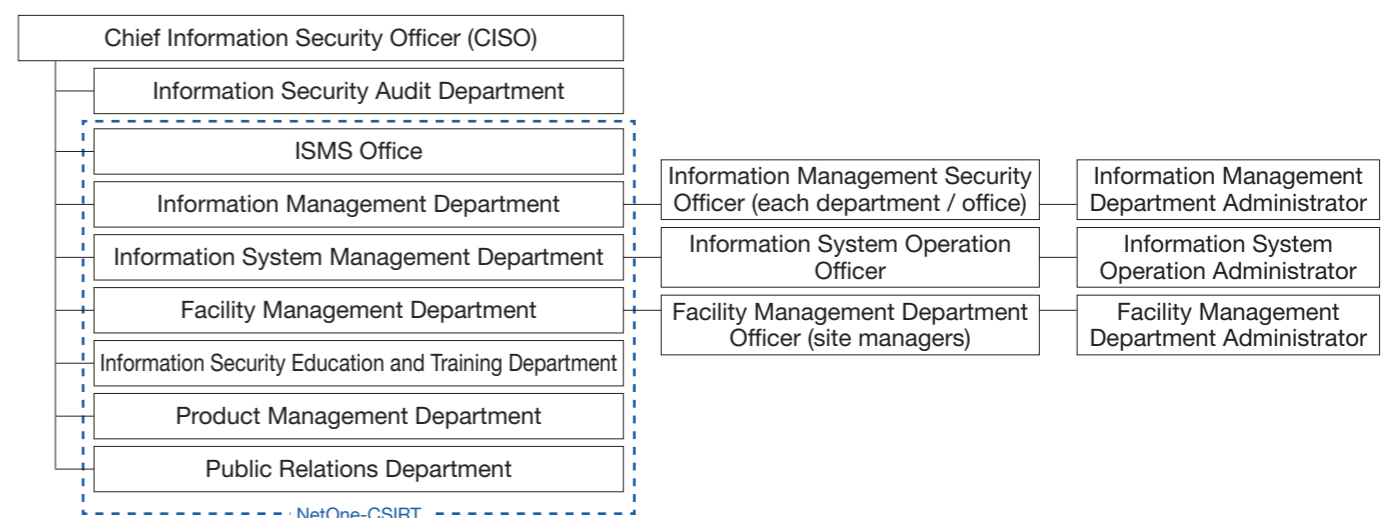 Chief Information Security Officer (CISO)
Information Security Audit Department
ISMS Office
Information Management Department
Information Management Security
Officer (each department / office)
Information Management
Department Administrator
Information System Management Department
Information System Operation
Officer
Information System
Operation Administrator
Facility Management Department
Facility Management Department
Officer (site managers)
Facility Management
Department Administrator
Information Security Education and Training Department
Product Management Department
Public Relations Department
NetOne-CSIRT